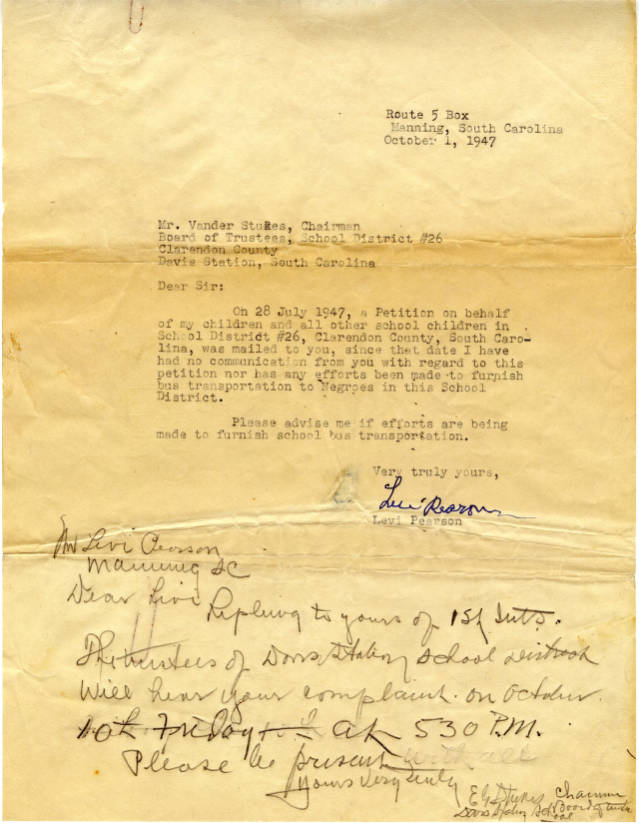 Route 5 Box
Manning, South Carolina
October 1, 1947
Mr. Vander Stukes, Chairman
Board of Trustees, School District #26
Clarendon County
Davis Station, South Carolina
Dear Sir:
On 28 July 1947, a Petition on behalf
of my children and all other school children in
School District #26, Clarendon County, South Caro-
lina, was mailed to you, since that date I have
had no communication from you with regard to this
petition nor has any efforts been made to furnish
bus transportation to Negroes in this School
District.
Please advise me if efforts are being
made to furnish school bus transportation.
Very truly yours,
Levi Pearson
Levi Pearson
Mr Levi Pearson
Manning SC
Dear Livi
Replying to yours of 1st
The trustees of Davis Station School
Will hear your complaint on October
10th Friday at 530 P.M.
Please be present
Yours Very truly
Stukes Chairman
Davis Station School